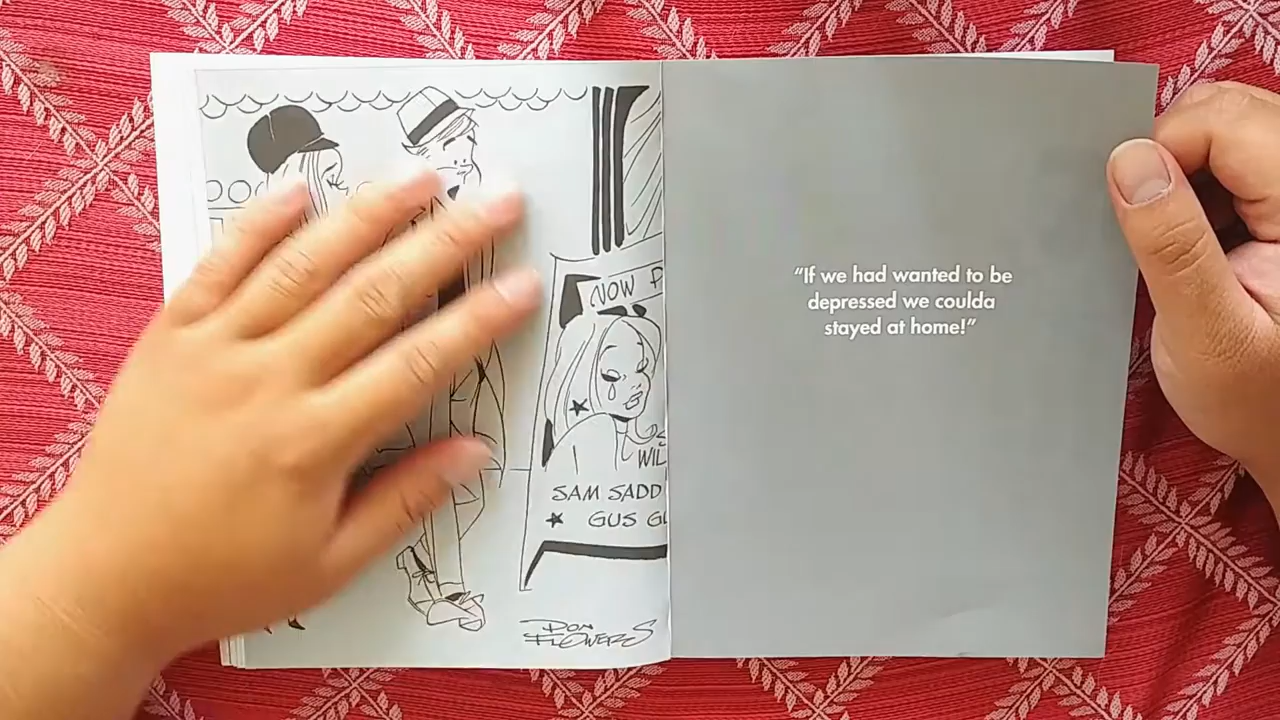 NOW
SAM SADD
GUS
DON
FLOWERS
"If we had wanted to be
depressed we coulda
stayed at home!"